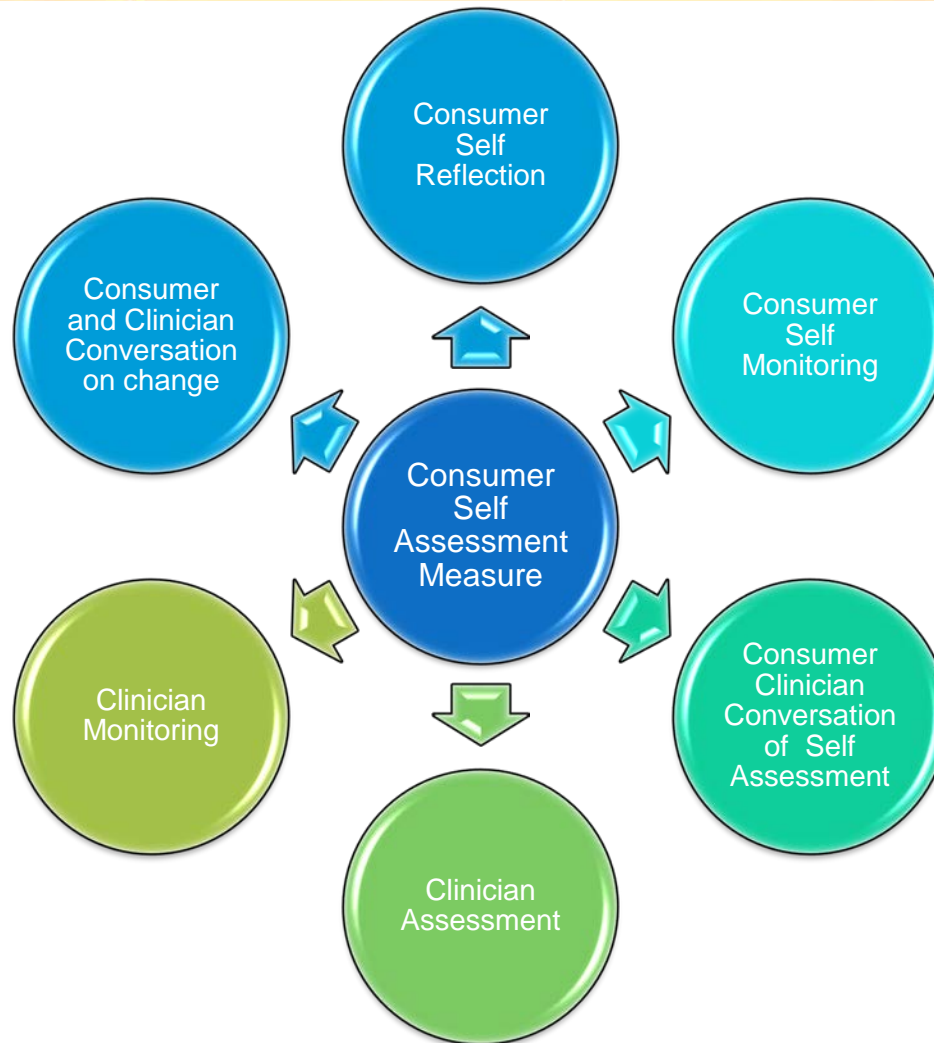 Consumer
Self
Reflection
Consumer
and Clinician
Conversation
on change
Consumer
Self
Monitoring
Consumer
Self
Assessment
Measure
Clinician
Monitoring
Consumer
Clinician
Conversation
of  Self
Assessment
Clinician
Assessment